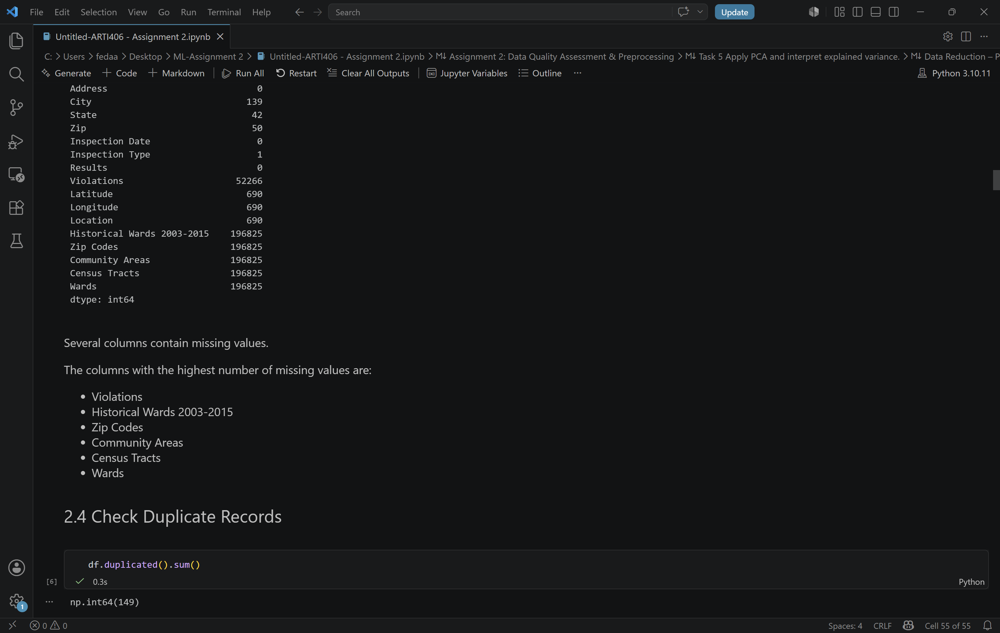 File Edit Selection View Go Run Terminal Help Search Update
Untitled-ARTI406 - Assignment 2.ipynb
C: > Users > fedaa > Desktop > ML-Assignment 2 > Untitled-ARTI406 - Assignment 2.ipynb > M↓ Assignment 2: Data Quality Assessment & Preprocessing > M↓ Task 5 Apply PCA and interpret explained variance. > M↓ Data Reduction – P
Generate + Code + Markdown Run All Restart Clear All Outputs Jupyter Variables Outline ... Python 3.10.11
Address 0
City 139
State 42
Zip 50
Inspection Date 0
Inspection Type 1
Results 0
Violations 52266
Latitude 690
Longitude 690
Location 690
Historical Wards 2003-2015 196825
Zip Codes 196825
Community Areas 196825
Census Tracts 196825
Wards 196825
dtype: int64
Several columns contain missing values.
The columns with the highest number of missing values are:
• Violations
• Historical Wards 2003-2015
• Zip Codes
• Community Areas
• Census Tracts
• Wards
2.4 Check Duplicate Records
df.duplicated().sum()
[6] 0.3s Python
... np.int64(149)
1
0 0 Spaces: 4 CRLF Cell 55 of 55